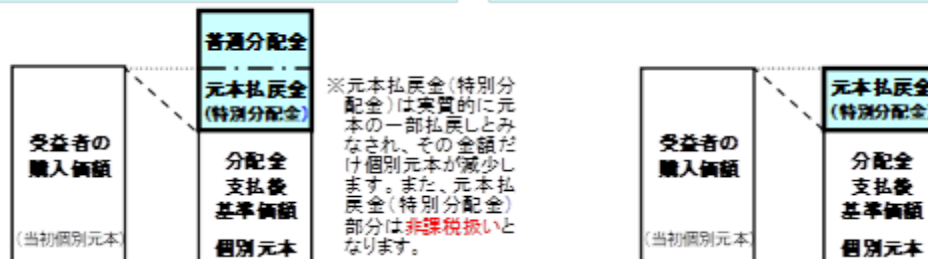 普通分配金
元本払戻金
(特別分配金)
受益者の
購入価額
(当初個別元本)
分配金
支払後
基準価額
個別元本
※元本払戻金(特別分
配金)は実質的に元
本の一部払戻しとみ
なされ、その金額だ
け個別元本が減少し
ます。また、元本払
戻金(特別分配金)
部分は非課税扱いと
なります。
受益者の
購入価額
(当初個別元本)
元本払戻金
(特別分配金)
分配金
支払後
基準価額
個別元本